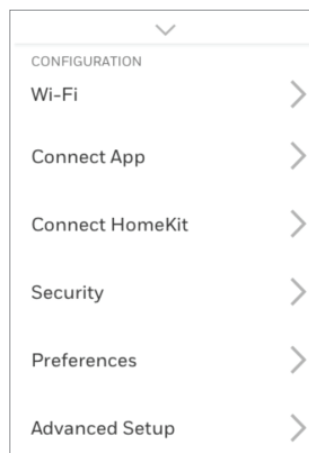 CONFIGURATION
Wi-Fi
Connect App
Connect HomeKit
Security
Preferences
Advanced Setup